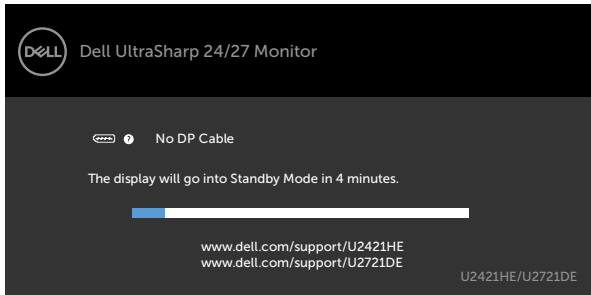 DELL
Dell UltraSharp 24/27 Monitor
? No DP Cable
The display will go into Standby Mode in 4 minutes.
www.dell.com/support/U2421HE
www.dell.com/support/U2721DE
U2421HE/U2721DE